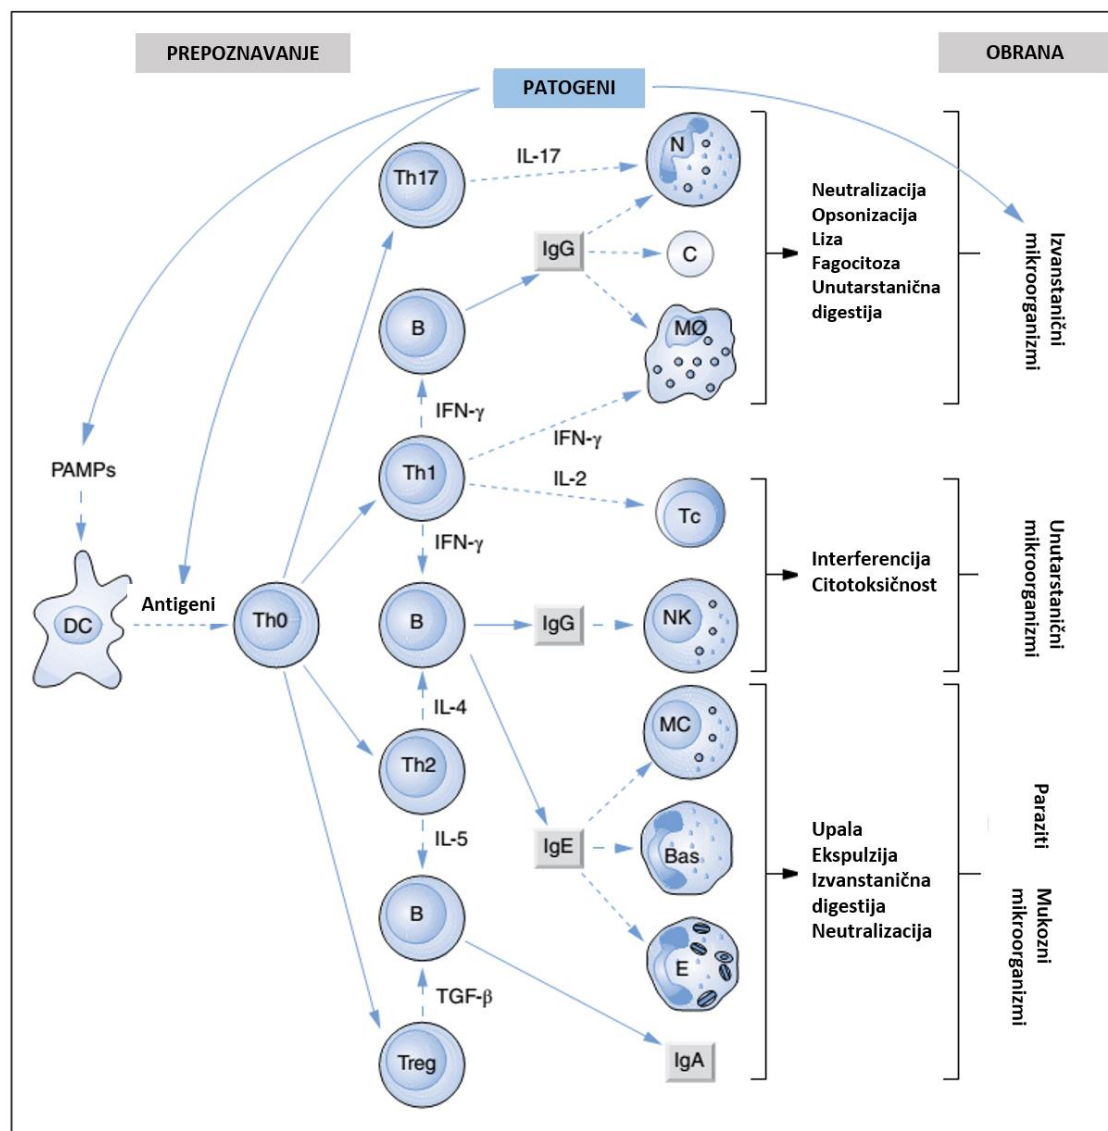 PREPOZNAVANJE
OBRANA
PATOGENI
Th17
IL-17
N
IgG
C
B
MØ
IFN-γ
IFN-γ
Th1
IL-2
Tc
IFN-γ
PAMPs
DC
Antigeni
Th0
B
IgG
NK
IL-4
MC
Th2
IL-5
IgE
Bas
B
E
TGF-β
Treg
IgA
Neutralizacija
Opsonizacija
Liza
Fagocitoza
Unutarstanična
digestija
Izvanstanični
mikroorganizmi
Interferencija
Citotoksičnost
Unutarstanični
mikroorganizmi
Upala
Ekspulzija
Izvanstanična
digestija
Neutralizacija
Paraziti
Mukozni
mikroorganizmi